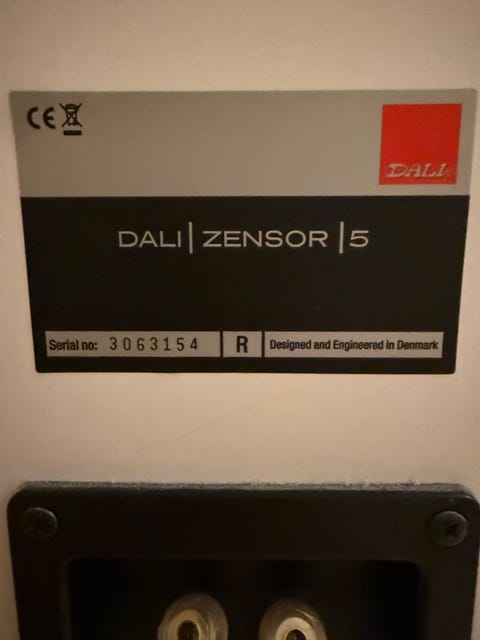 CE
DALI
DALI|ZENSOR|5
Serial no: 3063154 R Designed and Engineered in Denmark